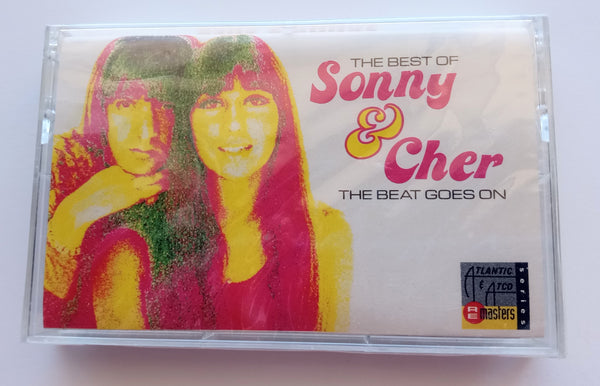 THE BEST OF
Sonny
&
Cher
THE BEAT GOES ON
ATLANTIC
& ATCO
REmasters
series